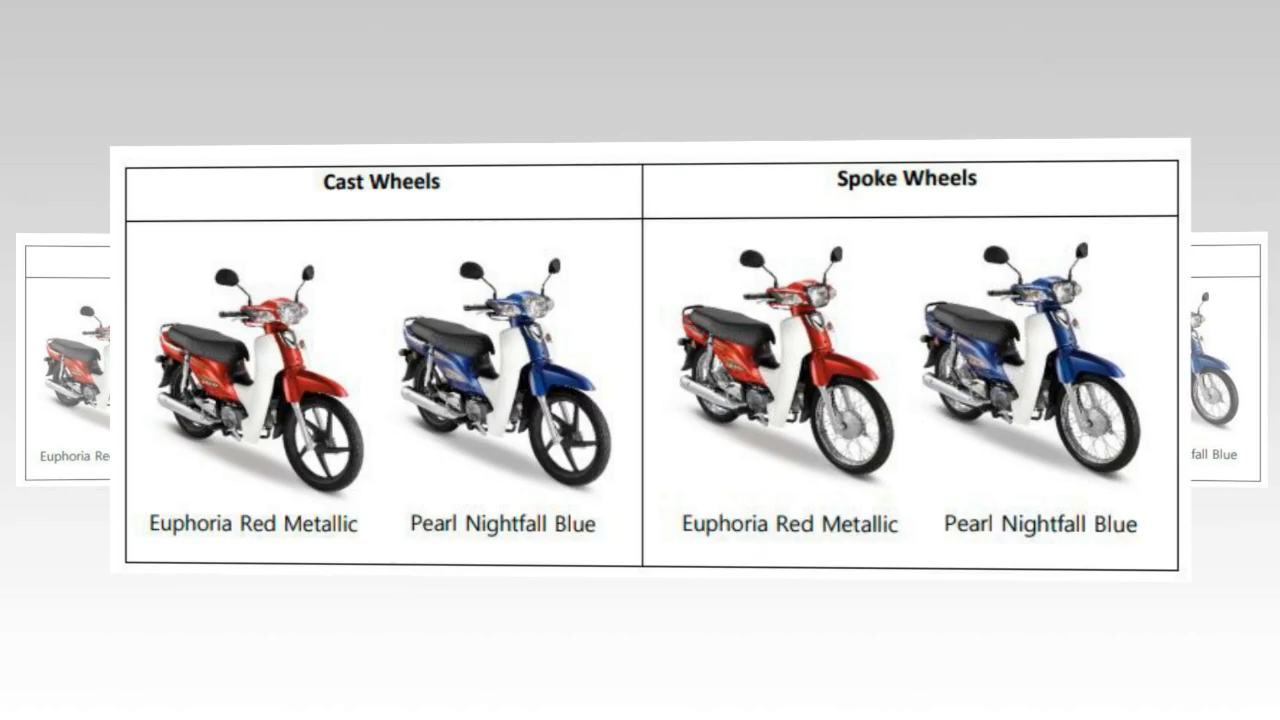 Cast Wheels
Spoke Wheels
Euphoria Red Metallic
Pearl Nightfall Blue
Euphoria Red Metallic
Pearl Nightfall Blue
Euphoria Re
fall Blue